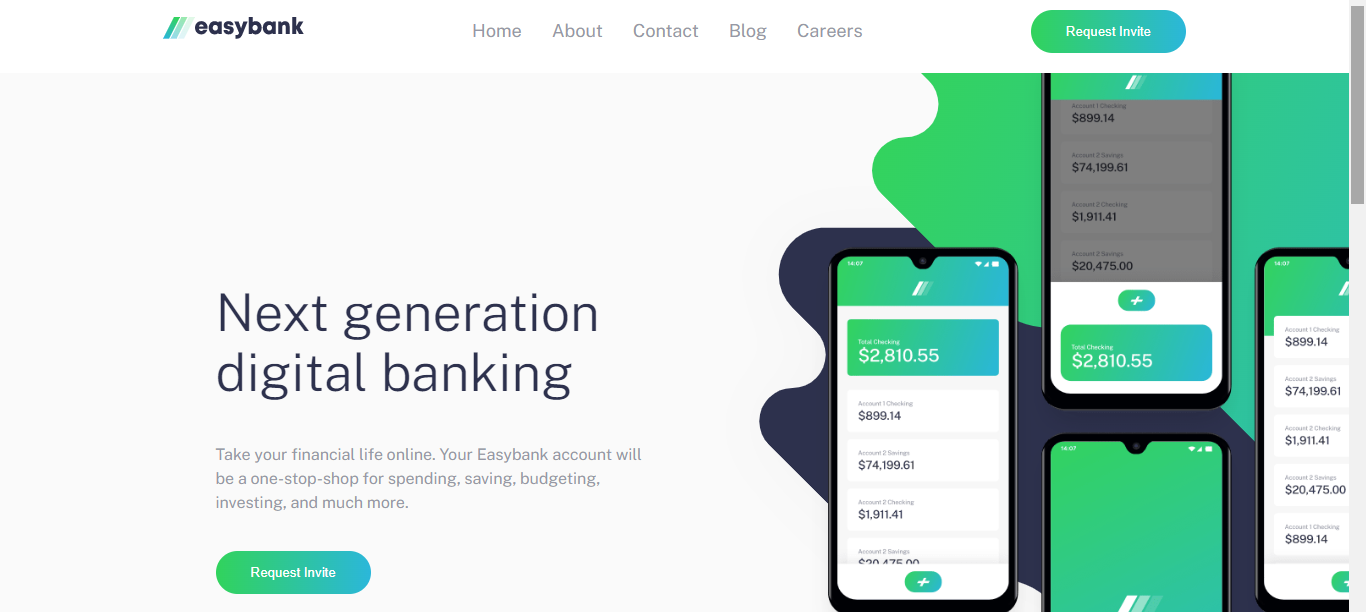 easybank
Home
About
Contact
Blog
Careers
Request Invite
Next generation
digital banking
Take your financial life online. Your Easybank account will
be a one-stop-shop for spending, saving, budgeting,
investing, and much more.
Request Invite
14:07
Total Checking
$2,810.55
Account 1 Checking
$899.14
Account 2 Savings
$74,199.61
Account 2 Checking
$1,911.41
Account 2 Savings
$20,475.00
Account 1 Checking
$899.14
Account 2 Savings
$74,199.61
Account 2 Checking
$1,911.41
Account 2 Savings
$20,475.00
Total Checking
$2,810.55
14:07
14:07
Account 1 Checking
$899.14
Account 2 Savings
$74,199.61
Account 2 Checking
$1,911.41
Account 2 Savings
$20,475.00
Account 1 Checking
$899.14